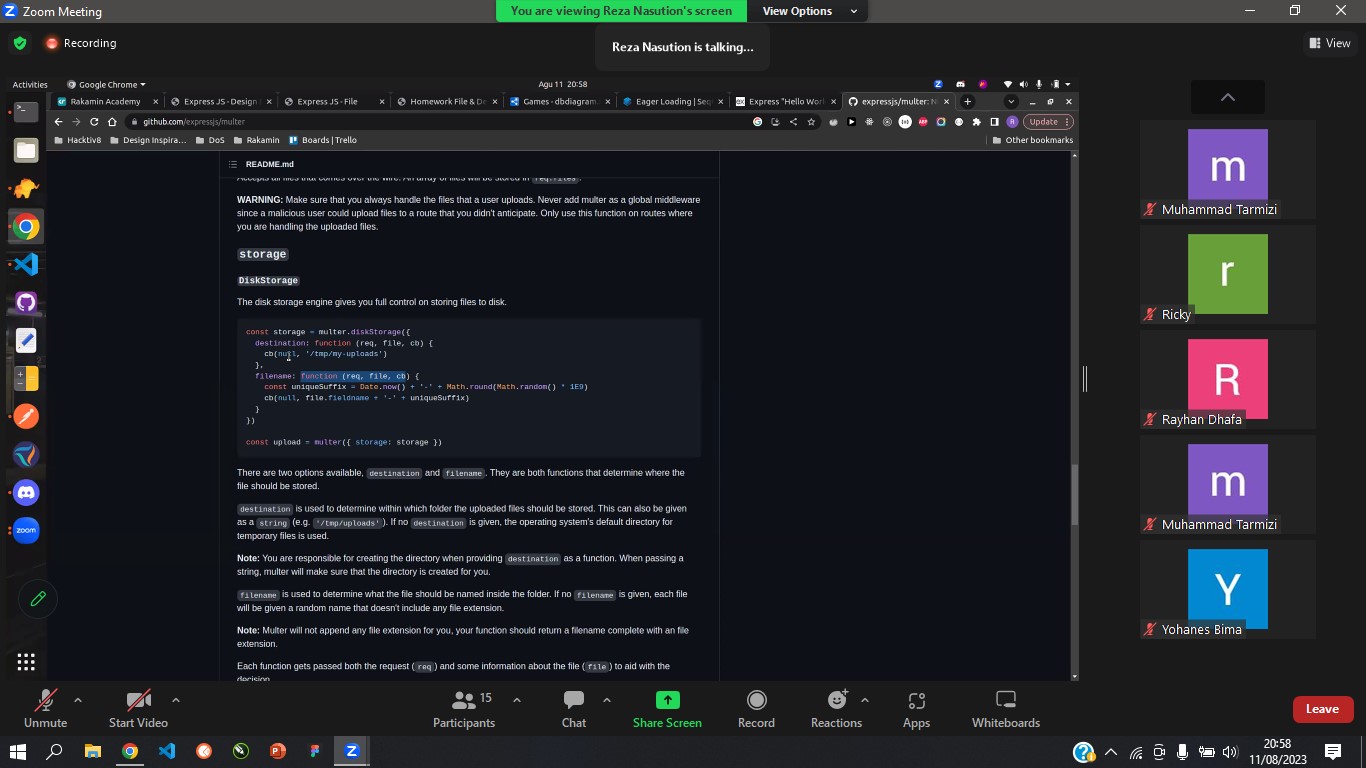 Zoom Meeting
You are viewing Reza Nasution's screen
View Options
Recording
Reza Nasution is talking...
View
Activities
Google Chrome
Agu 11 20:58
Rakamin Academy
Express JS - Design
Express JS - File
Homework File & De
Games - dbdiagram.
Eager Loading | Seq
Express "Hello Worl
expressjs/multer: N
github.com/expressjs/multer
Update
Hacktiv8
Design Inspira...
DoS
Rakamin
Boards | Trello
Other bookmarks
README.md
Accepts all files that comes over the wire. An array of files will be stored in req.files.
WARNING: Make sure that you always handle the files that a user uploads. Never add multer as a global middleware
since a malicious user could upload files to a route that you didn't anticipate. Only use this function on routes where
you are handling the uploaded files.
storage
DiskStorage
The disk storage engine gives you full control on storing files to disk.
const storage = multer.diskStorage({
destination: function (req, file, cb) {
cb(null, '/tmp/my-uploads')
},
filename: function (req, file, cb) {
const uniqueSuffix = Date.now() + '-' + Math.round(Math.random() * 1E9)
cb(null, file.fieldname + '-' + uniqueSuffix)
}
})
const upload = multer({ storage: storage })
There are two options available, destination and filename. They are both functions that determine where the
file should be stored.
destination is used to determine within which folder the uploaded files should be stored. This can also be given
as a string (e.g. '/tmp/uploads'). If no destination is given, the operating system's default directory for
temporary files is used.
Note: You are responsible for creating the directory when providing destination as a function. When passing a
string, multer will make sure that the directory is created for you.
filename is used to determine what the file should be named inside the folder. If no filename is given, each file
will be given a random name that doesn't include any file extension.
Note: Multer will not append any file extension for you, your function should return a filename complete with an file
extension.
Each function gets passed both the request (req) and some information about the file (file) to aid with the
decision.
zoom
m
Muhammad Tarmizi
r
Ricky
R
Rayhan Dhafa
m
Muhammad Tarmizi
Y
Yohanes Bima
Unmute
Start Video
15
Participants
Chat
Share Screen
Record
Reactions
Apps
Whiteboards
Leave
20:58
11/08/2023